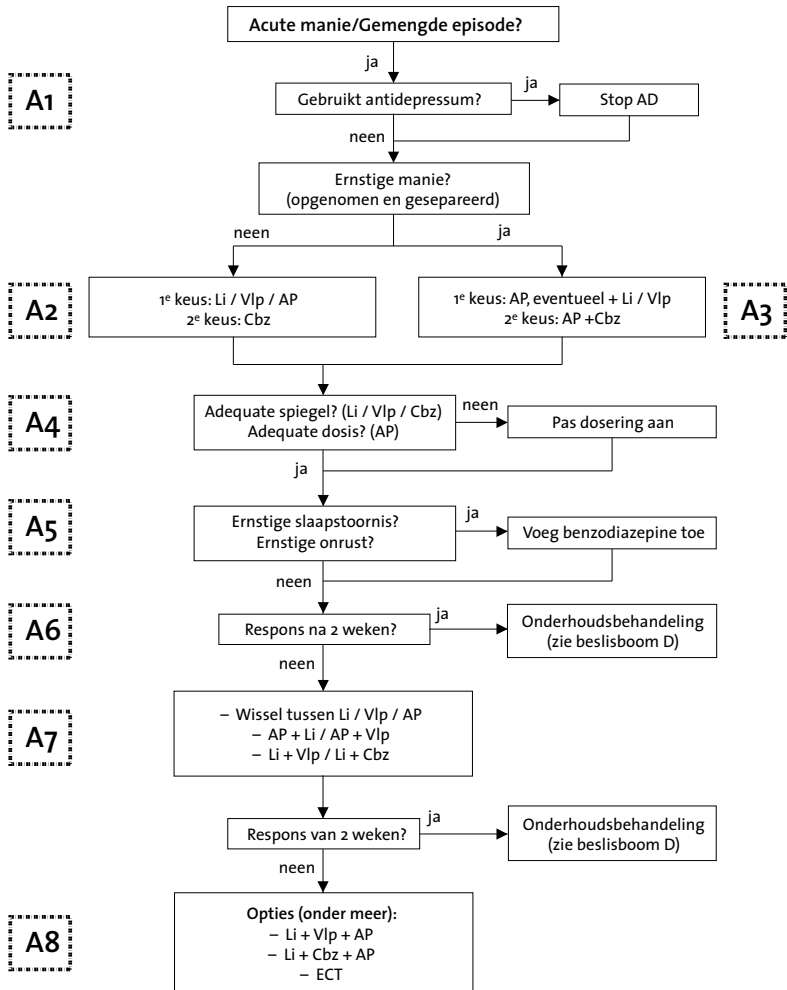 Acute manie/Gemengde episode?
ja
A1
Gebruikt antidepressum?
ja
Stop AD
neen
Ernstige manie?
(opgenomen en gesepareerd)
neen
ja
A2
1e keus: Li / Vlp / AP
2e keus: Cbz
1e keus: AP, eventueel + Li / Vlp
2e keus: AP +Cbz
A3
A4
Adequate spiegel? (Li / Vlp / Cbz)
Adequate dosis? (AP)
neen
Pas dosering aan
ja
A5
Ernstige slaapstoornis?
Ernstige onrust?
ja
Voeg benzodiazepine toe
neen
A6
Respons na 2 weken?
ja
Onderhoudsbehandeling
(zie beslisboom D)
neen
A7
– Wissel tussen Li / Vlp / AP
– AP + Li / AP + Vlp
– Li + Vlp / Li + Cbz
Respons van 2 weken?
ja
Onderhoudsbehandeling
(zie beslisboom D)
neen
A8
Opties (onder meer):
– Li + Vlp + AP
– Li + Cbz + AP
– ECT